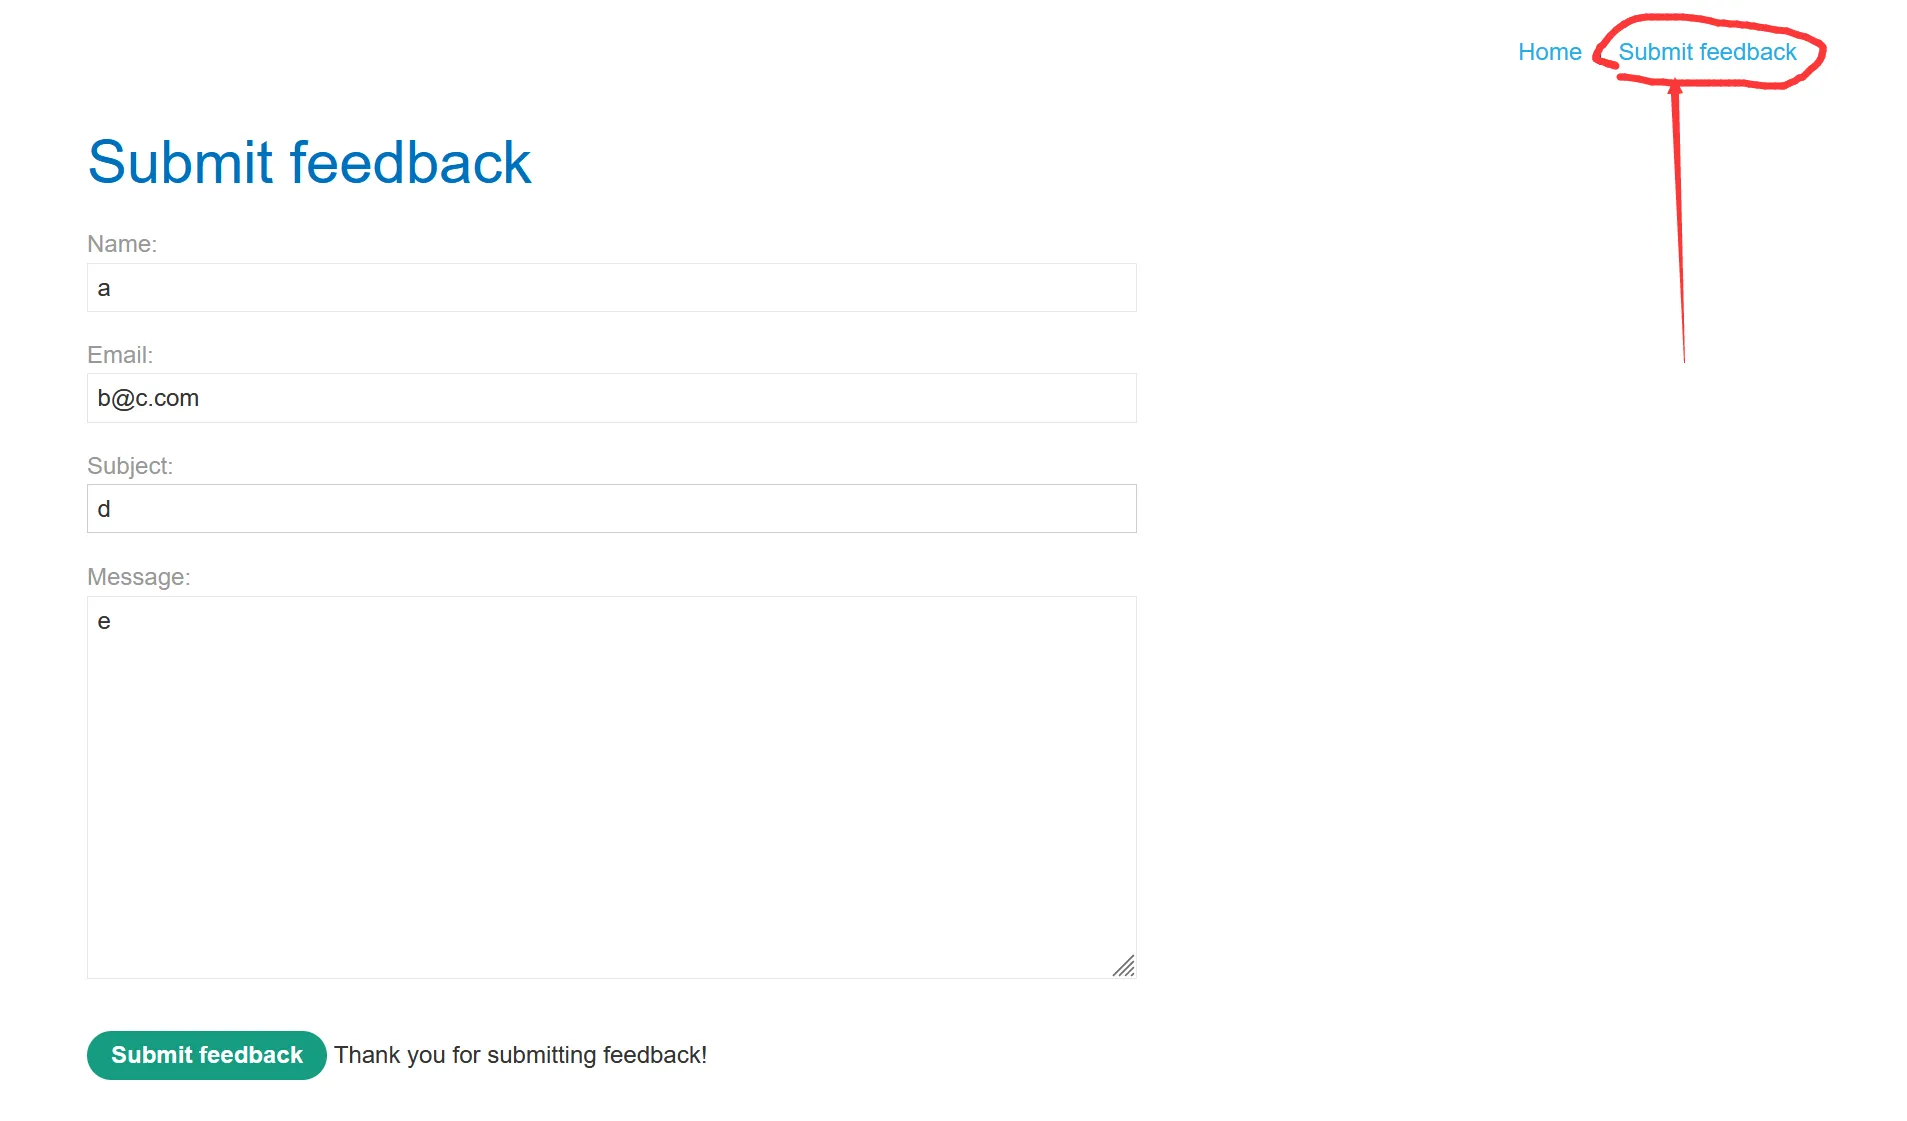 Home Submit feedback
Submit feedback
Name:
a
Email:
b@c.com
Subject:
d
Message:
e
Submit feedback Thank you for submitting feedback!